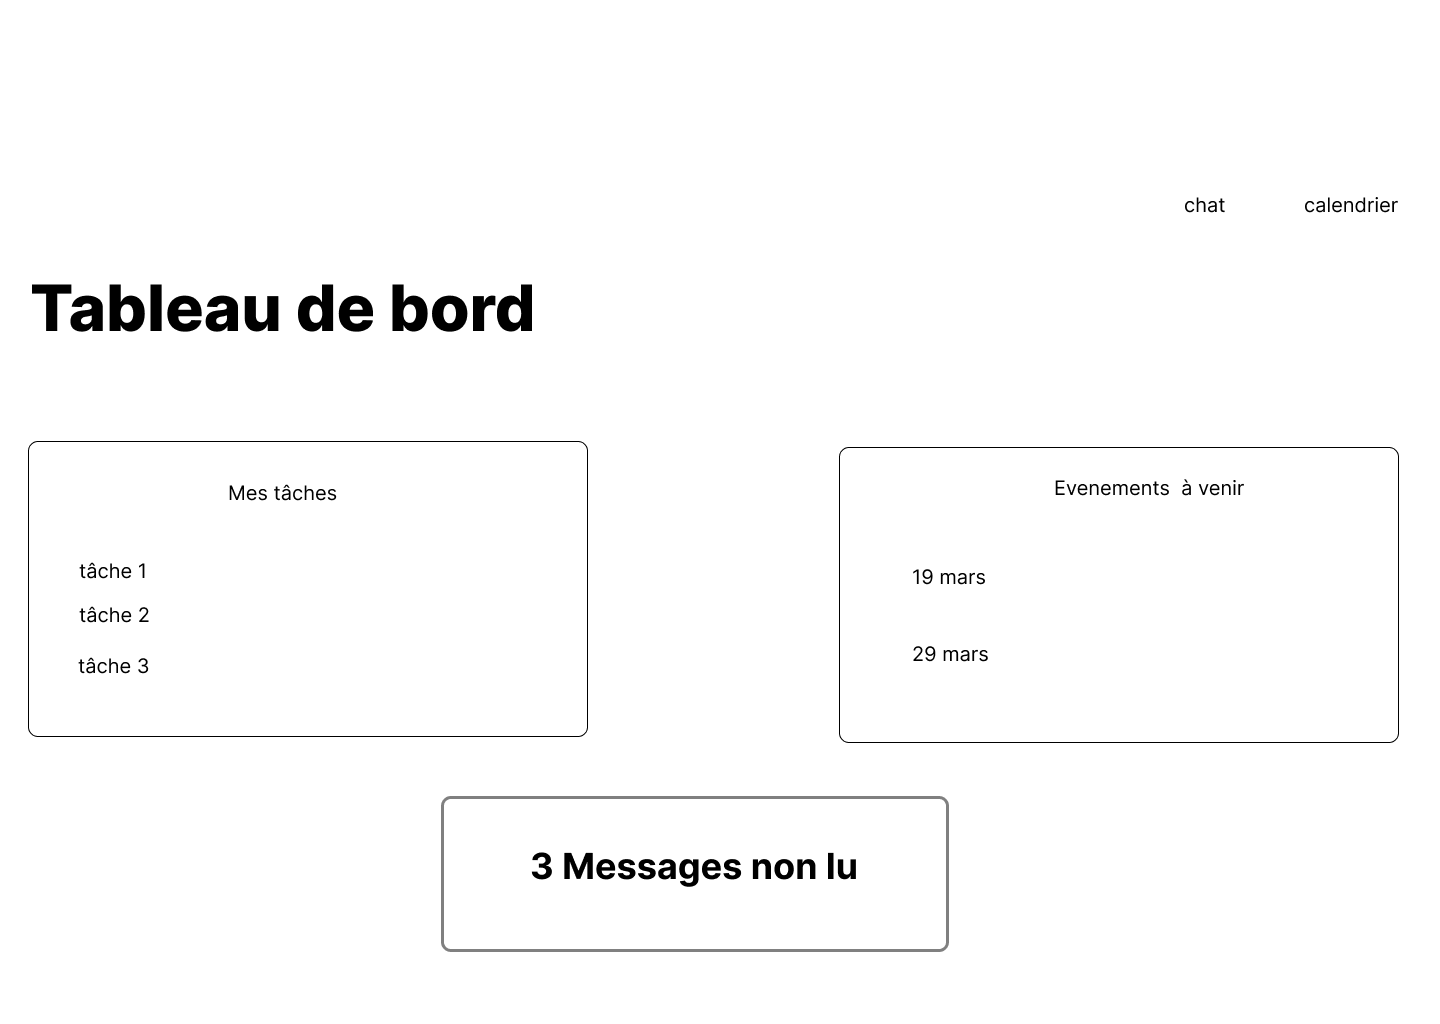 chat
calendrier
Tableau de bord
Mes tâches
tâche 1
tâche 2
tâche 3
Evenements  à venir
19 mars
29 mars
3 Messages non lu